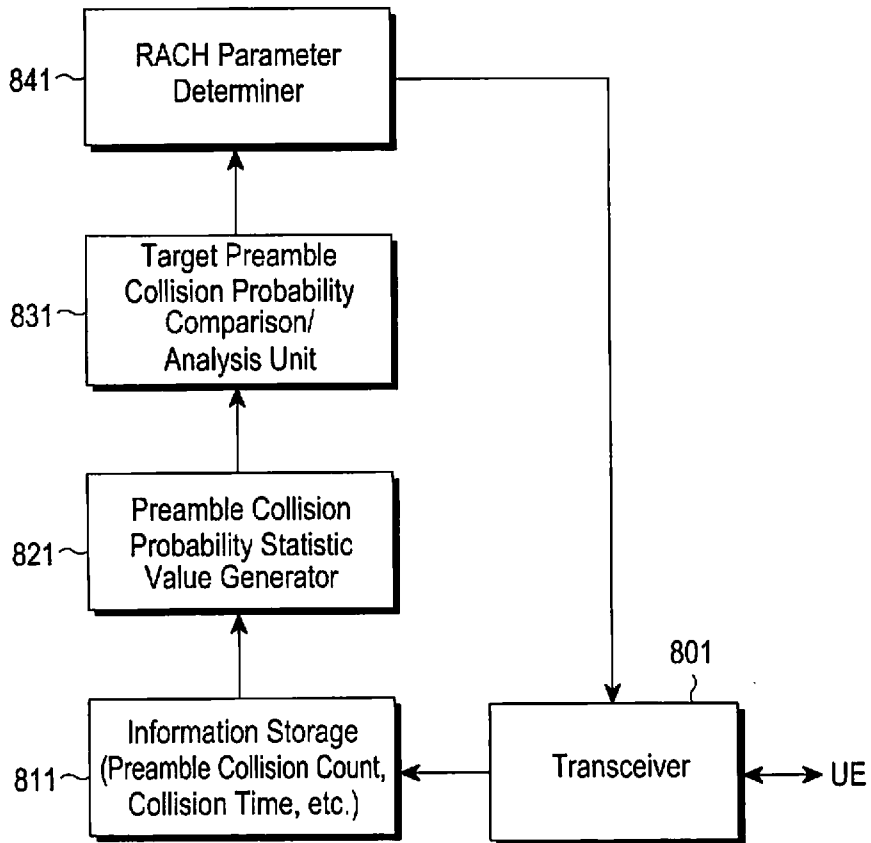 RACH Parameter
Determiner
841
Target Preamble
Collision Probability
Comparison/
Analysis Unit
831
Preamble Collision
Probability Statistic
Value Generator
821
801
Information Storage
(Preamble Collision Count,
Collision Time, etc.)
811
Transceiver
UE